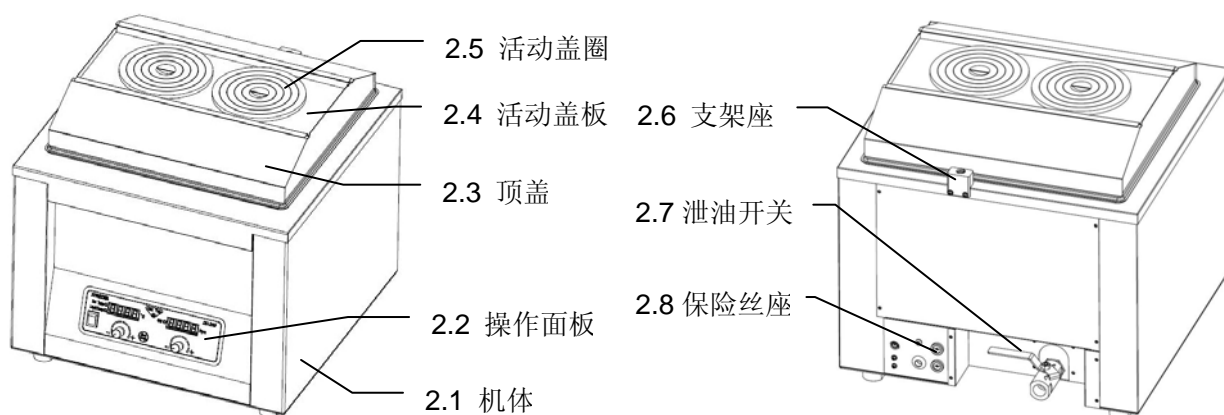 2.5 活动盖圈
2.4 活动盖板
2.3 顶盖
2.2 操作面板
2.1 机体
2.6 支架座
2.7 泄油开关
2.8 保险丝座